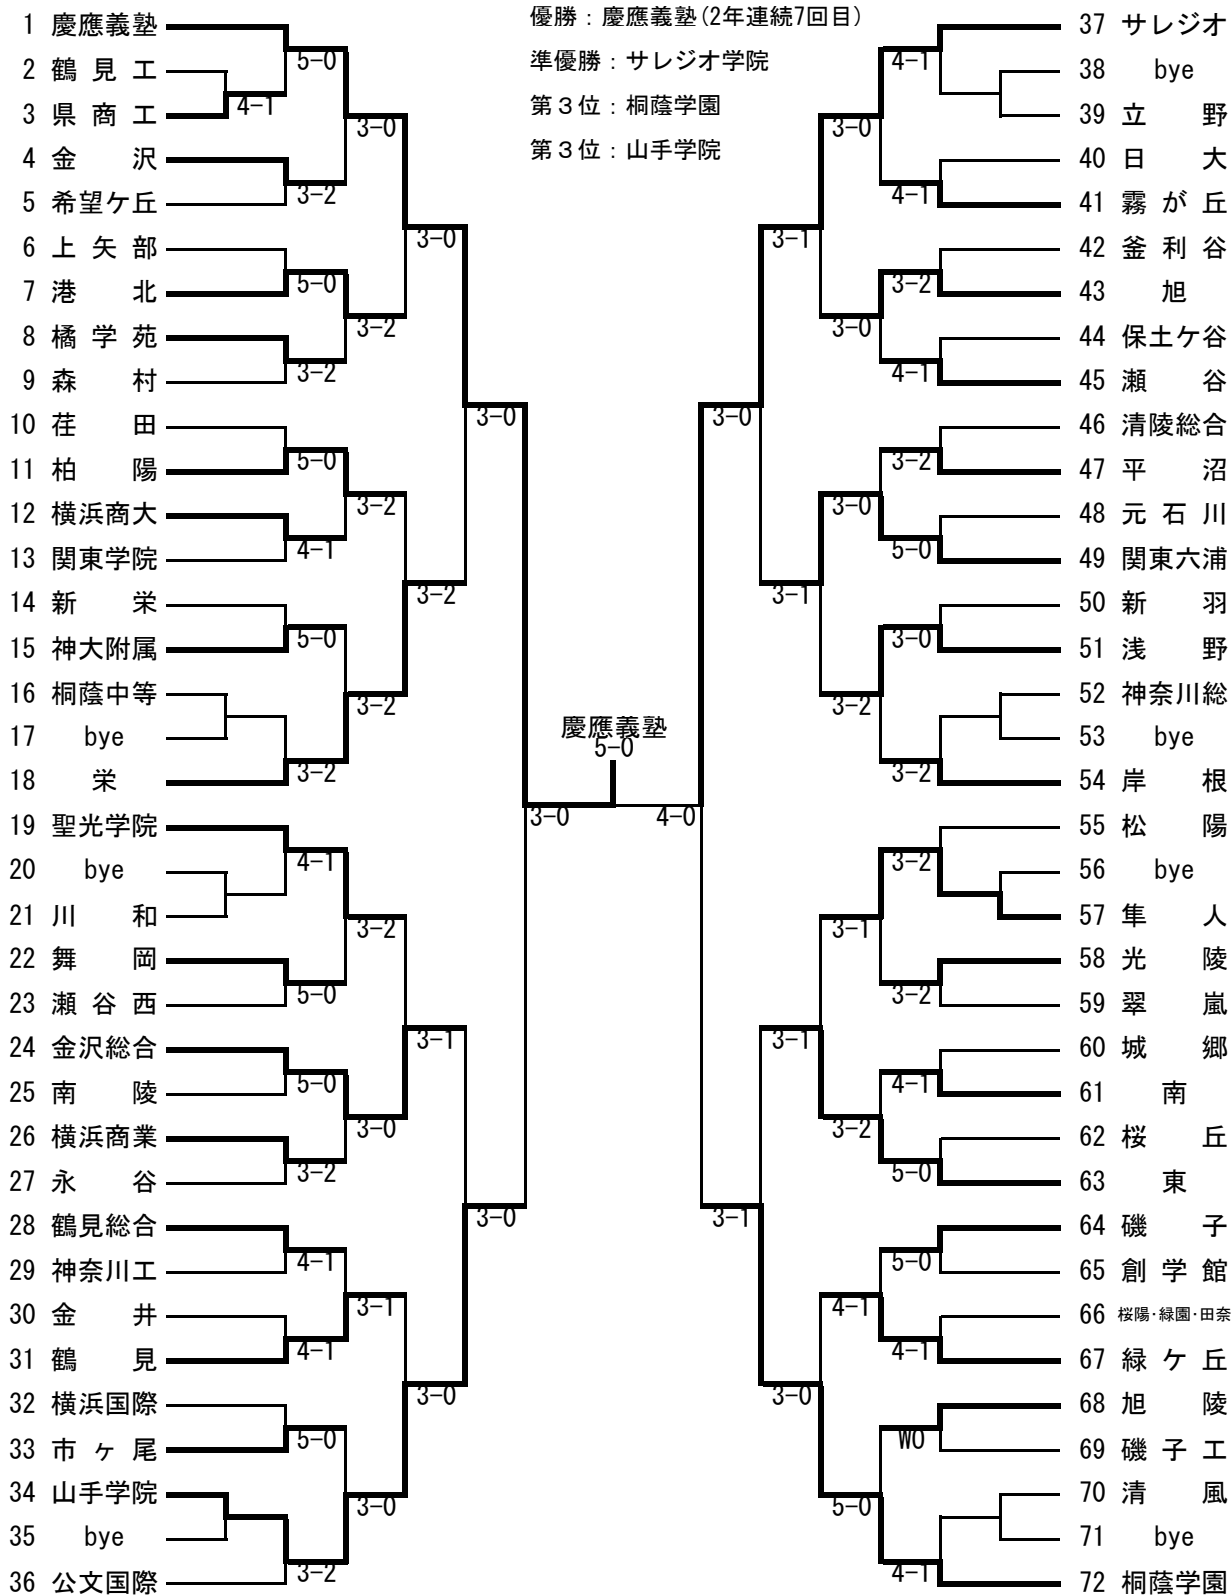 優勝：慶應義塾(2年連続7回目)
準優勝：サレジオ学院
第３位：桐蔭学園
第３位：山手学院
1 慶應義塾
2 鶴見工
3 県商工
4 金沢
5 希望ケ丘
6 上矢部
7 港北
8 橘学苑
9 森村
10 荏田
11 柏陽
12 横浜商大
13 関東学院
14 新栄
15 神大附属
16 桐蔭中等
17 bye
18 栄
19 聖光学院
20 bye
21 川和
22 舞岡
23 瀬谷西
24 金沢総合
25 南陵
26 横浜商業
27 永谷
28 鶴見総合
29 神奈川工
30 金井
31 鶴見
32 横浜国際
33 市ヶ尾
34 山手学院
35 bye
36 公文国際
4-1
5-0
3-2
5-0
3-2
5-0
4-1
5-0
3-2
4-1
5-0
5-0
3-2
4-1
4-1
5-0
3-2
3-0
3-2
3-2
3-2
3-2
3-0
3-1
3-0
3-0
3-2
3-1
3-0
3-0
3-0
3-0
慶應義塾
5-0
4-0
3-0
3-1
3-1
3-1
3-1
3-0
3-0
3-0
3-0
3-2
3-1
3-2
4-1
5-0
4-1
4-1
3-2
4-1
3-2
5-0
3-0
3-2
3-2
3-2
4-1
5-0
5-0
4-1
WO
4-1
37 サレジオ
38 bye
39 立野
40 日大
41 霧が丘
42 釜利谷
43 旭
44 保土ケ谷
45 瀬谷
46 清陵総合
47 平沼
48 元石川
49 関東六浦
50 新羽
51 浅野
52 神奈川総
53 bye
54 岸根
55 松陽
56 bye
57 隼人
58 光陵
59 翠嵐
60 城郷
61 南
62 桜丘
63 東
64 磯子
65 創学館
66 桜陽･緑園･田奈
67 緑ケ丘
68 旭陵
69 磯子工
70 清風
71 bye
72 桐蔭学園